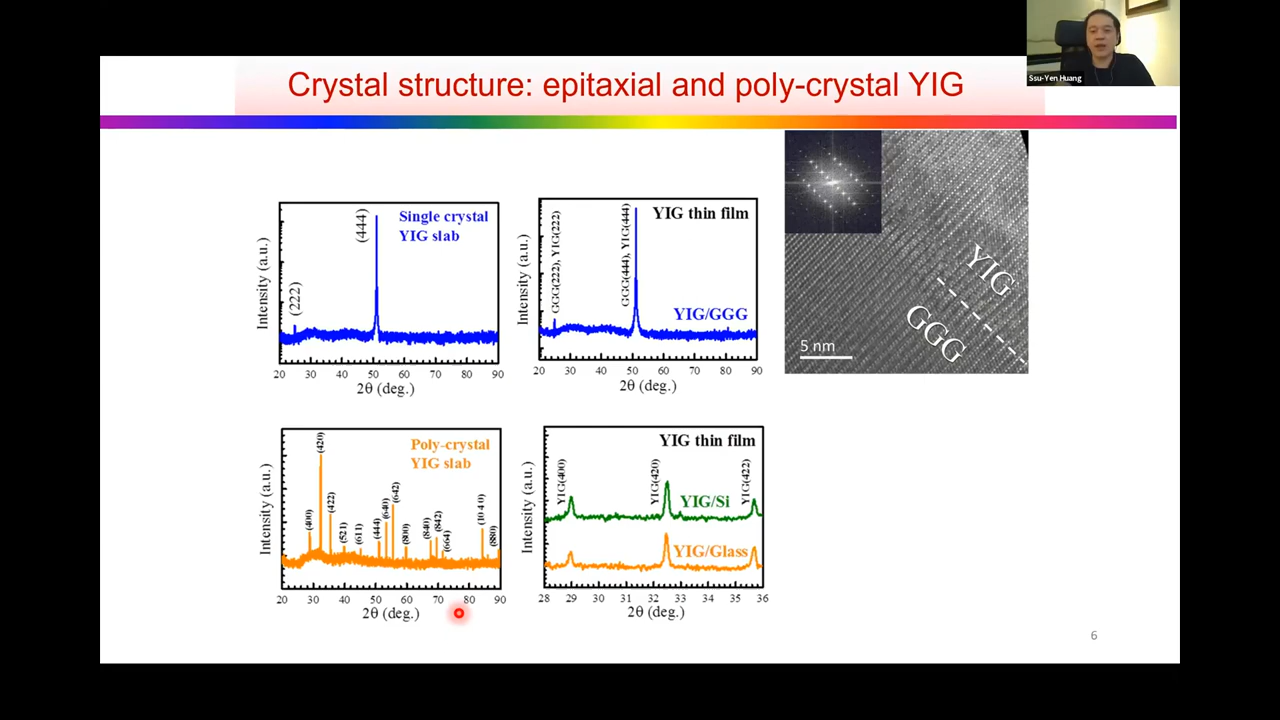 Ssu-Yen Huang
Crystal structure: epitaxial and poly-crystal YIG
Single crystal
YIG slab
(222)
(444)
Intensity (a.u.)
20 30 40 50 60 70 80 90
2θ (deg.)
YIG thin film
GGG(222), YIG(222)
GGG(444), YIG(444)
YIG/GGG
Intensity (a.u.)
20 30 40 50 60 70 80 90
2θ (deg.)
YIG
GGG
5 nm
Poly-crystal
YIG slab
(400)
(420)
(422)
(521)
(611)
(444)
(640)
(642)
(800)
(840)
(842)
(664)
(10 4 0)
(880)
Intensity (a.u.)
20 30 40 50 60 70 80 90
2θ (deg.)
YIG thin film
YIG(400)
YIG(420)
YIG(422)
YIG/Si
YIG/Glass
Intensity (a.u.)
28 29 30 31 32 33 34 35 36
2θ (deg.)
6